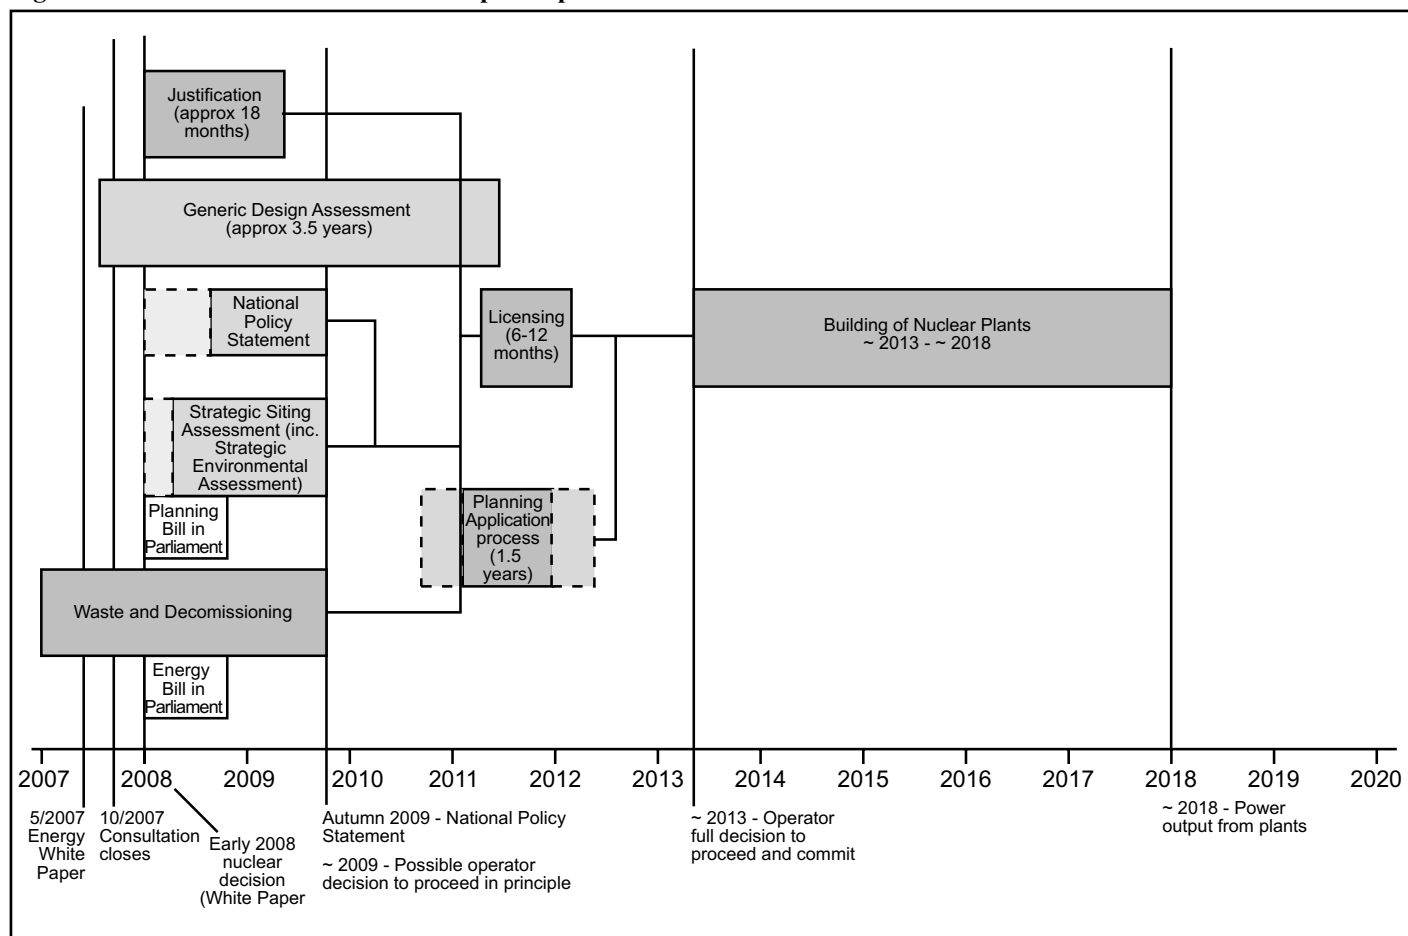 Justification
(approx 18
months)
Generic Design Assessment
(approx 3.5 years)
National
Policy
Statement
Licensing
(6-12
months)
Building of Nuclear Plants
~ 2013 - ~ 2018
Strategic Siting
Assessment (inc.
Strategic
Environmental
Assessment)
Planning
Application
process
(1.5
years)
Planning
Bill in
Parliament
Waste and Decomissioning
Energy
Bill in
Parliament
2007 2008 2009 2010 2011 2012 2013 2014 2015 2016 2017 2018 2019 2020
5/2007
Energy
White
Paper
10/2007
Consultation
closes
Early 2008
nuclear
decision
(White Paper
Autumn 2009 - National Policy
Statement
~ 2009 - Possible operator
decision to proceed in principle
~ 2013 - Operator
full decision to
proceed and commit
~ 2018 - Power
output from plants